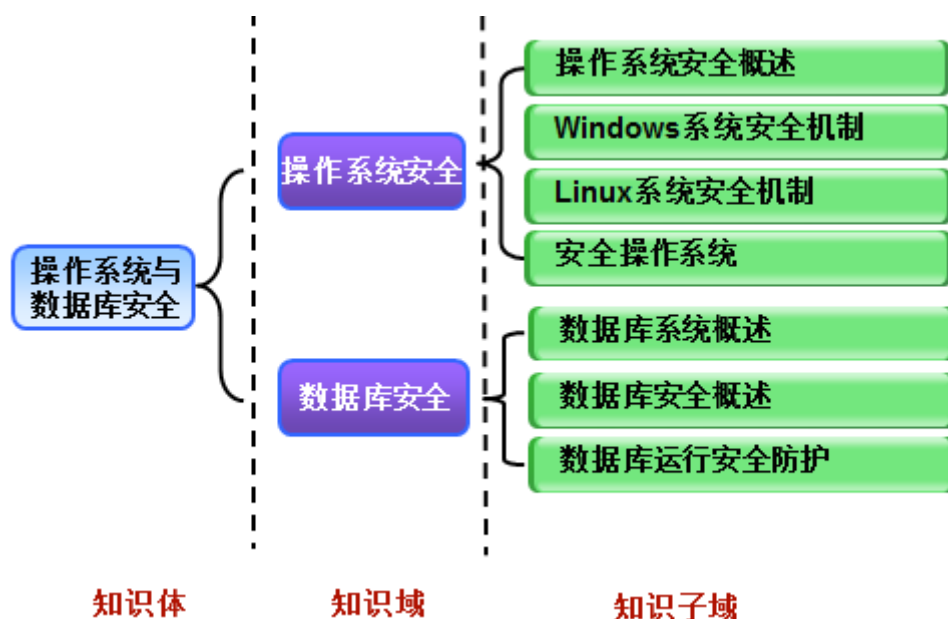 操作系统安全概述
Windows系统安全机制
操作系统安全
Linux系统安全机制
安全操作系统
操作系统与
数据库安全
数据库系统概述
数据库安全
数据库安全概述
数据库运行安全防护
知识体
知识域
知识子域